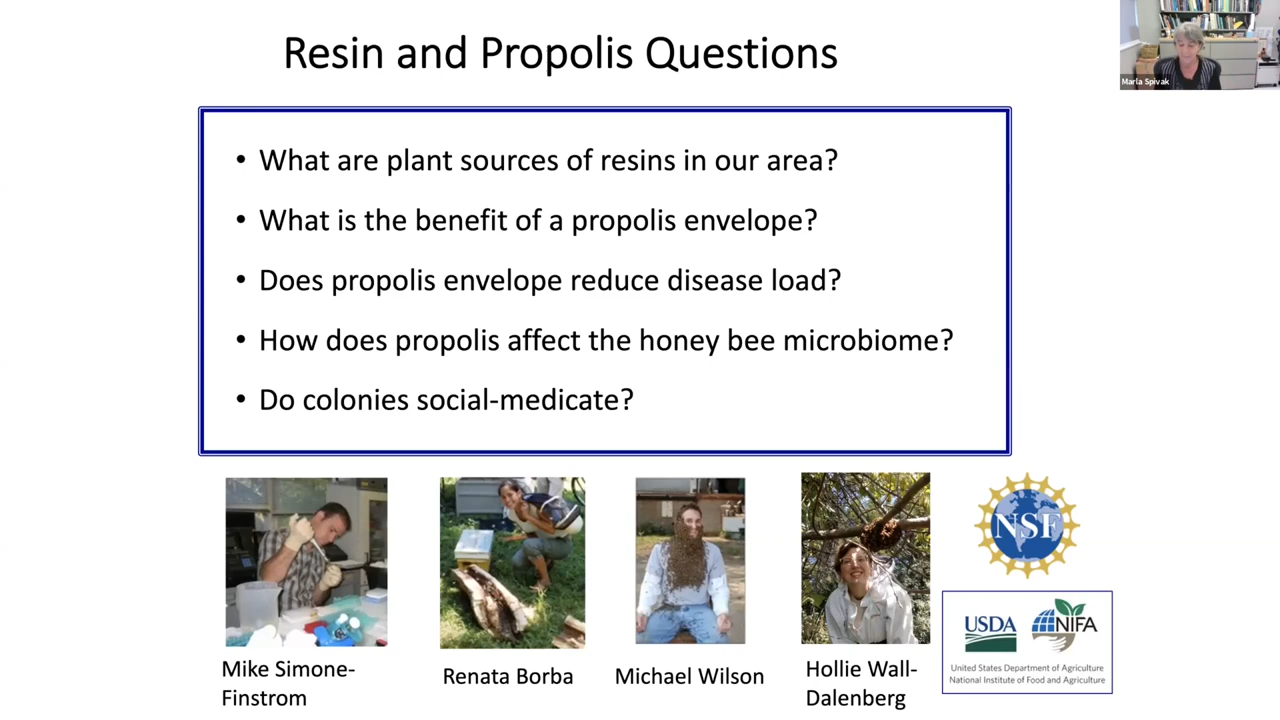 Resin and Propolis Questions
Marla Spivak
• What are plant sources of resins in our area?
• What is the benefit of a propolis envelope?
• Does propolis envelope reduce disease load?
• How does propolis affect the honey bee microbiome?
• Do colonies social-medicate?
NSF
USDA NIFA
United States Department of Agriculture
National Institute of Food and Agriculture
Mike Simone-
Finstrom
Renata Borba
Michael Wilson
Hollie Wall-
Dalenberg